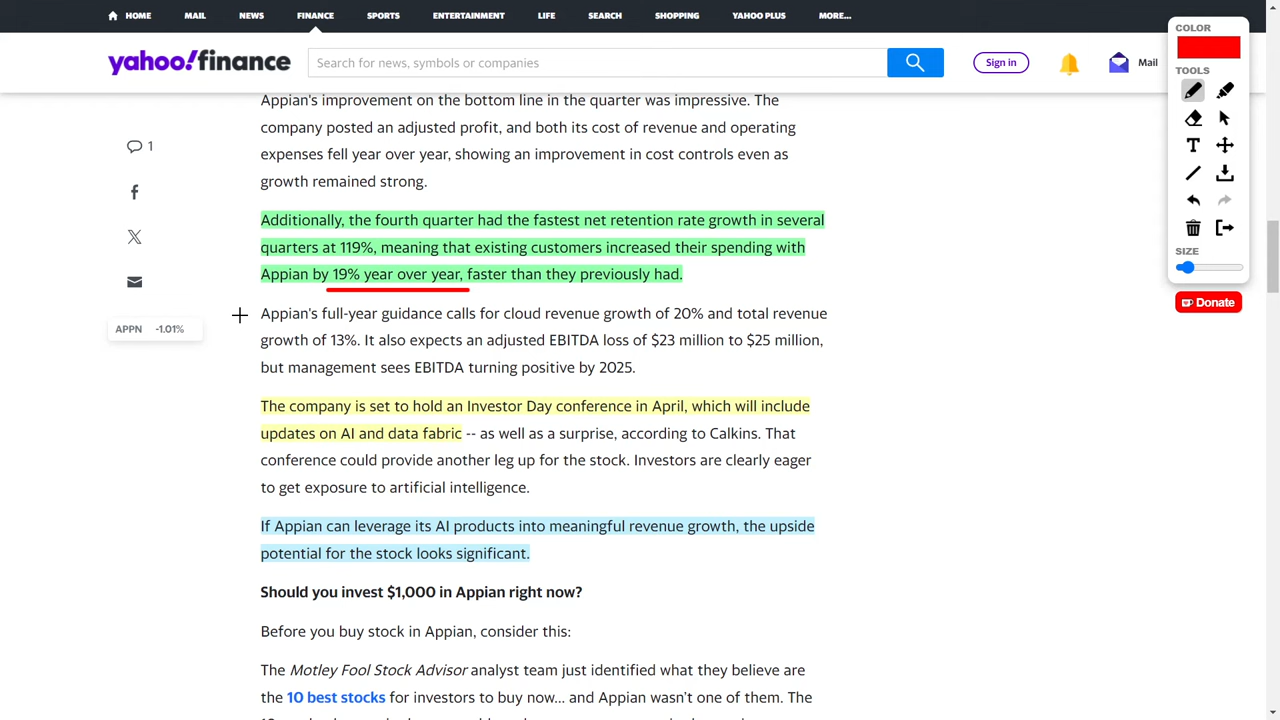 HOME MAIL NEWS FINANCE SPORTS ENTERTAINMENT LIFE SEARCH SHOPPING YAHOO PLUS MORE...
yahoo!finance
Search for news, symbols or companies
Sign in
Mail
COLOR
TOOLS
SIZE
Donate
1
APPN -1.01%
Appian's improvement on the bottom line in the quarter was impressive. The
company posted an adjusted profit, and both its cost of revenue and operating
expenses fell year over year, showing an improvement in cost controls even as
growth remained strong.
Additionally, the fourth quarter had the fastest net retention rate growth in several
quarters at 119%, meaning that existing customers increased their spending with
Appian by 19% year over year, faster than they previously had.
Appian's full-year guidance calls for cloud revenue growth of 20% and total revenue
growth of 13%. It also expects an adjusted EBITDA loss of $23 million to $25 million,
but management sees EBITDA turning positive by 2025.
The company is set to hold an Investor Day conference in April, which will include
updates on AI and data fabric -- as well as a surprise, according to Calkins. That
conference could provide another leg up for the stock. Investors are clearly eager
to get exposure to artificial intelligence.
If Appian can leverage its AI products into meaningful revenue growth, the upside
potential for the stock looks significant.
Should you invest $1,000 in Appian right now?
Before you buy stock in Appian, consider this:
The Motley Fool Stock Advisor analyst team just identified what they believe are
the 10 best stocks for investors to buy now… and Appian wasn't one of them. The